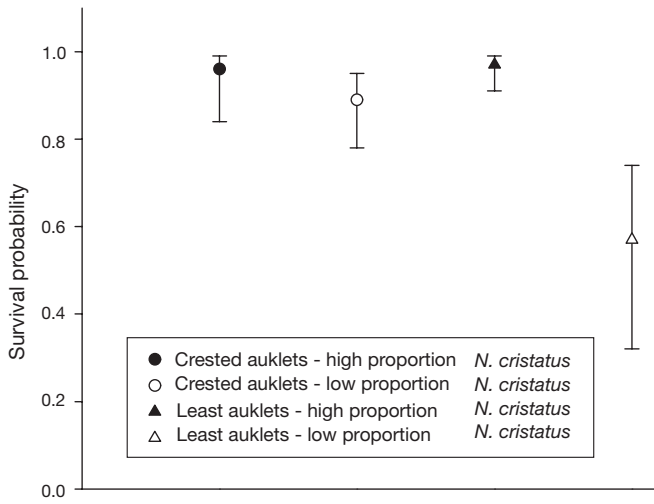 1.0
0.8
0.6
0.4
0.2
0.0
Survival probability
Crested auklets - high proportion N. cristatus
Crested auklets - low proportion N. cristatus
Least auklets - high proportion N. cristatus
Least auklets - low proportion N. cristatus